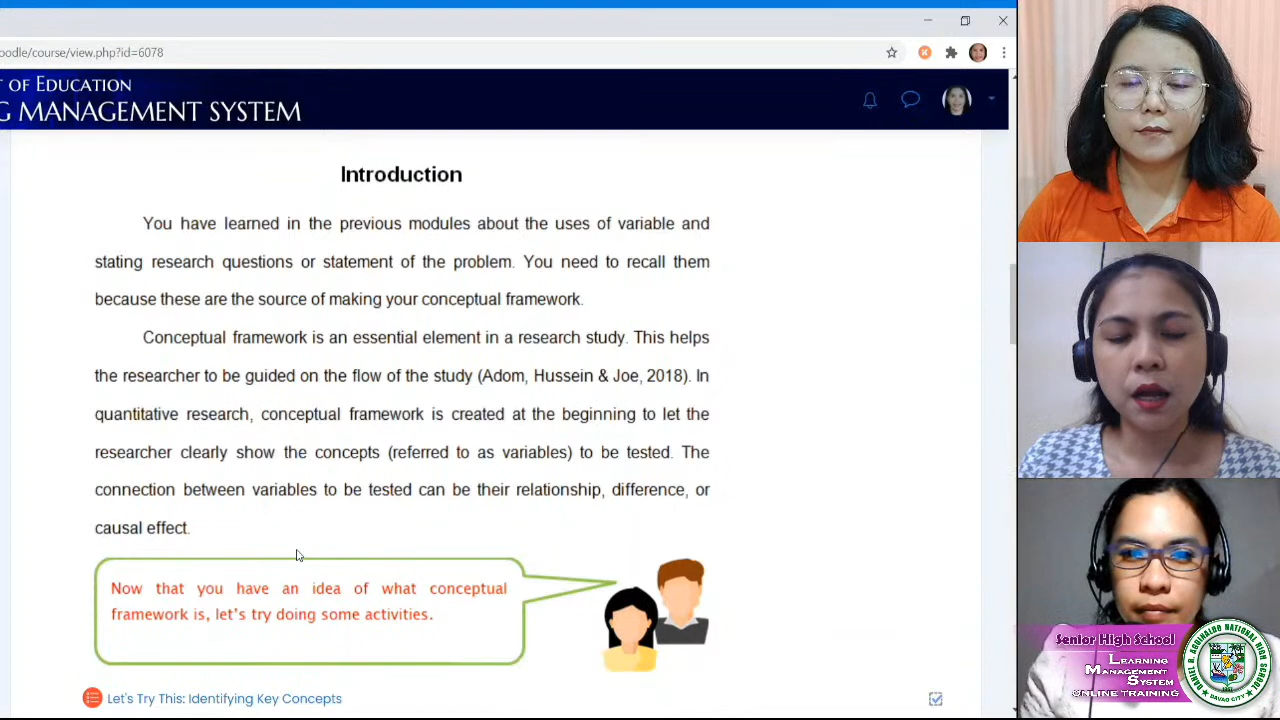 oodle/course/view.php?id=6078
T OF EDUCATION
G MANAGEMENT SYSTEM
Introduction
You have learned in the previous modules about the uses of variable and
stating research questions or statement of the problem. You need to recall them
because these are the source of making your conceptual framework.
Conceptual framework is an essential element in a research study. This helps
the researcher to be guided on the flow of the study (Adom, Hussein & Joe, 2018). In
quantitative research, conceptual framework is created at the beginning to let the
researcher clearly show the concepts (referred to as variables) to be tested. The
connection between variables to be tested can be their relationship, difference, or
causal effect.
Now that you have an idea of what conceptual
framework is, let's try doing some activities.
Let's Try This: Identifying Key Concepts
K
Senior High School
Learning
Management
System
Online Training
DANIEL R. AGUINALDO NATIONAL HIGH SCHOOL
DAVAO CITY